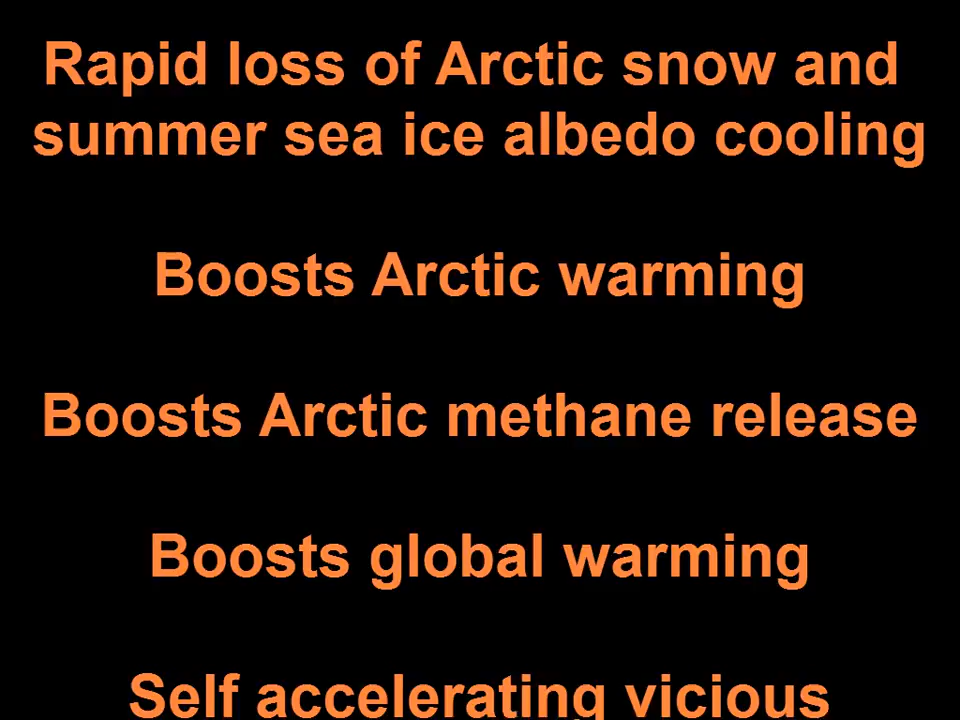 Rapid loss of Arctic snow and
summer sea ice albedo cooling
Boosts Arctic warming
Boosts Arctic methane release
Boosts global warming
Self accelerating vicious